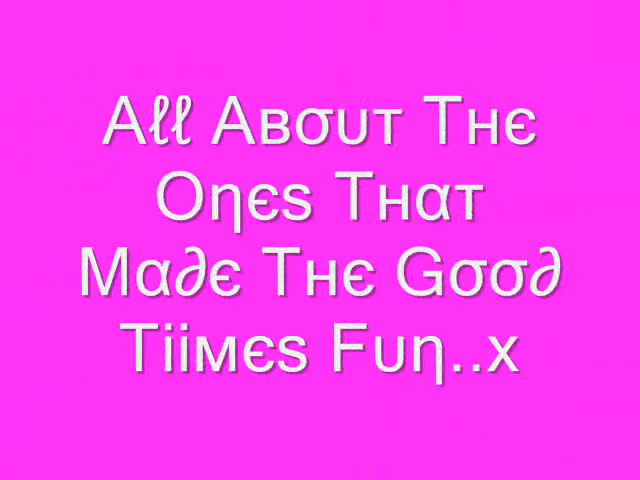 Aℓℓ Aвσυт Tнє
Oηєs Tнαт
Mα∂є Tнє Gσσ∂
Tiiмєs Fυη..x